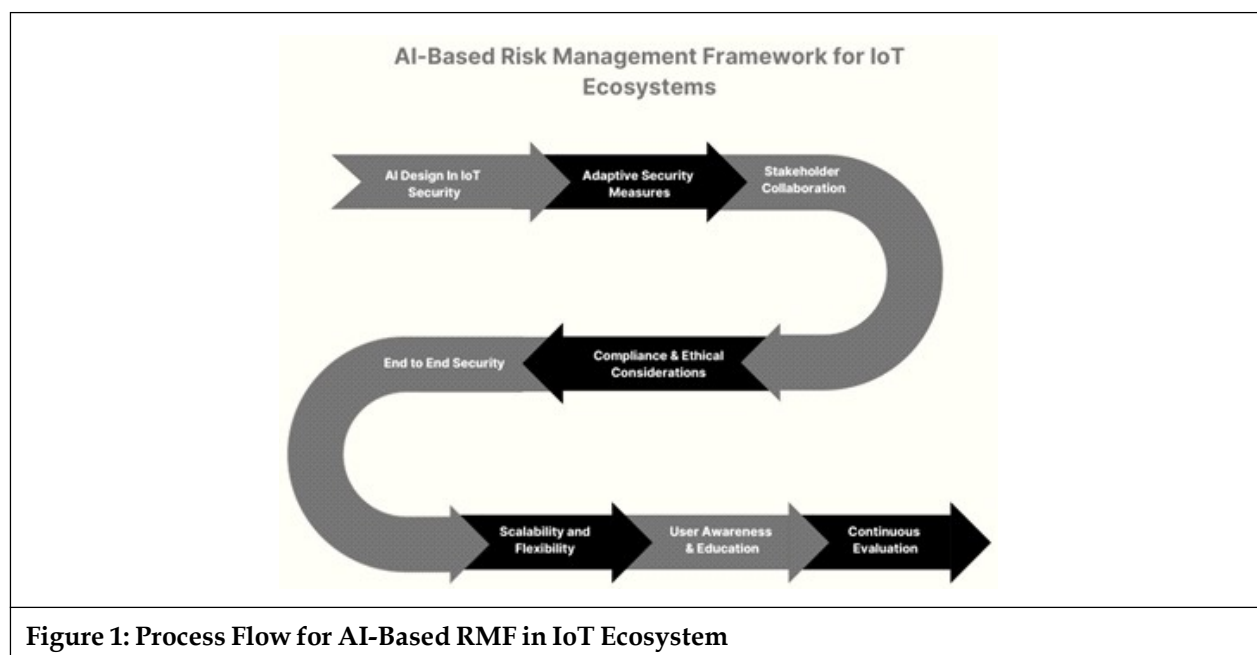 AI-Based Risk Management Framework for IoT
Ecosystems
AI Design In IoT
Security
Adaptive Security
Measures
Stakeholder
Collaboration
Compliance & Ethical
Considerations
End to End Security
Scalability and
Flexibility
User Awareness
& Education
Continuous
Evaluation
Figure 1: Process Flow for AI-Based RMF in IoT Ecosystem